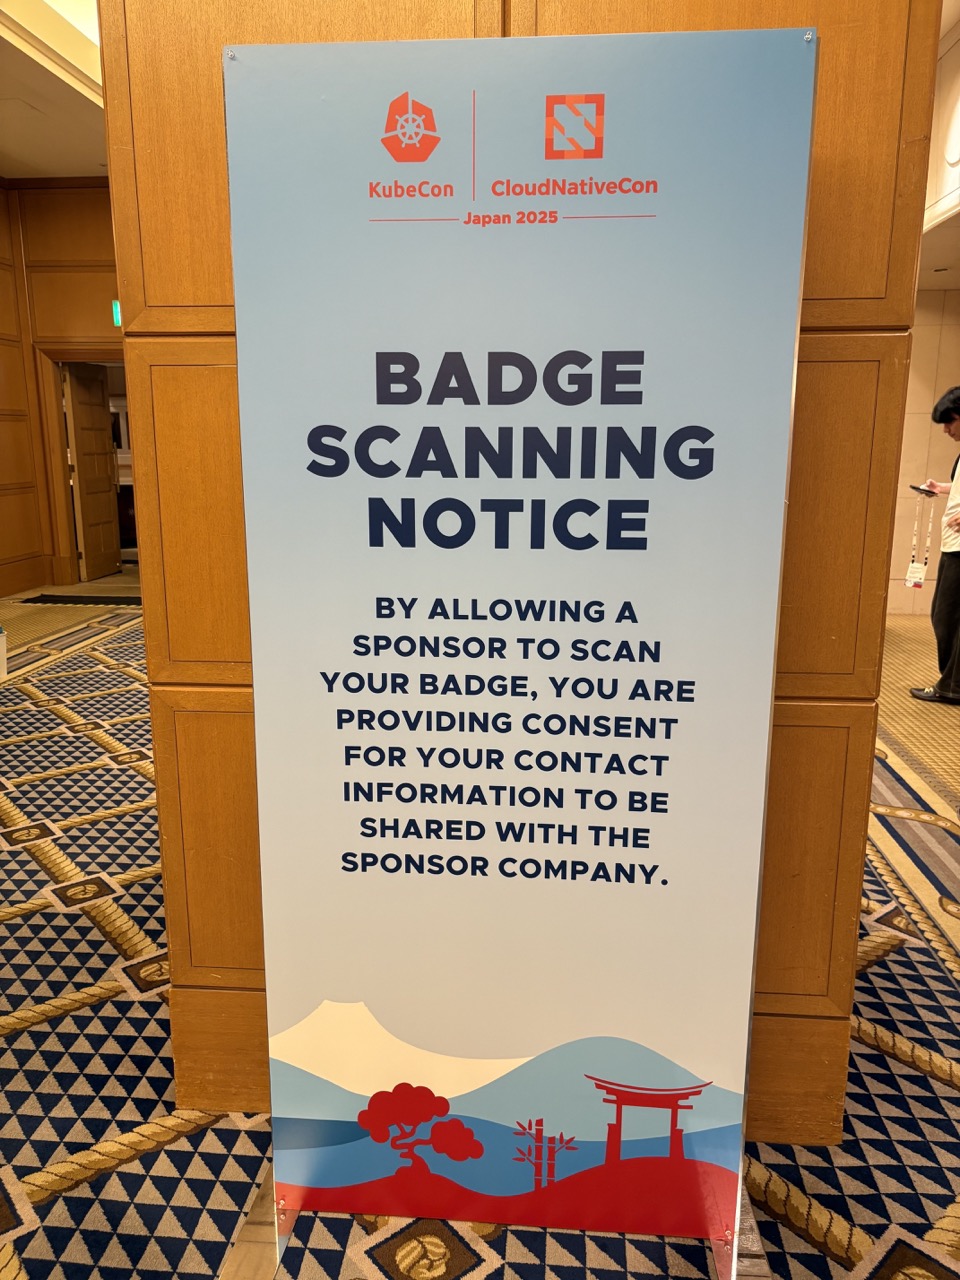 KubeCon
CloudNativeCon
Japan 2025
BADGE
SCANNING
NOTICE
BY ALLOWING A
SPONSOR TO SCAN
YOUR BADGE, YOU ARE
PROVIDING CONSENT
FOR YOUR CONTACT
INFORMATION TO BE
SHARED WITH THE
SPONSOR COMPANY.